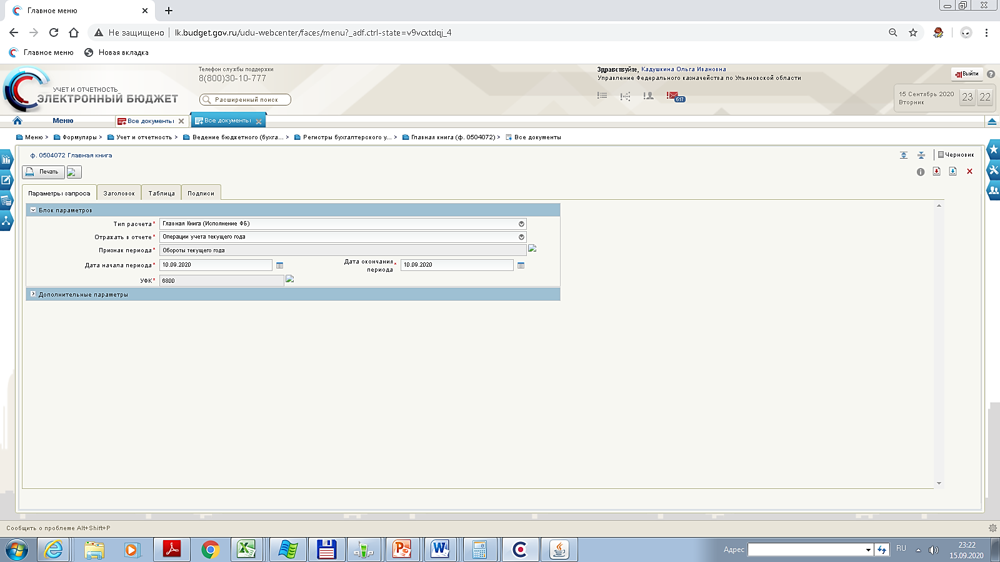 Главное меню
Не защищено
lk.budget.gov.ru/udu-webcenter/faces/menu?_adf.ctrl-state=v9vcxtdqj_4
Главное меню
Новая вкладка
УЧЕТ И ОТЧЕТНОСТЬ
ЭЛЕКТРОННЫЙ БЮДЖЕТ
Телефон службы поддержки
8(800)30-10-777
Расширенный поиск
Здравствуйте, Кадушкина Ольга Ивановна
Управление Федерального казначейства по Ульяновской области
617
Выйти
15 Сентябрь 2020
Вторник
23 22
Меню
Все документы
Все документы
Меню > Формуляры > Учет и отчетность > Ведение бюджетного (бухга... > Регистры бухгалтерского у... > Главная книга (ф. 0504072) > Все документы
ф. 0504072 Главная книга
Черновик
Печать
Параметры запроса
Заголовок
Таблица
Подписи
Блок параметров
Тип расчета* Главная Книга (Исполнение ФБ)
Отражать в отчете* Операции учета текущего года
Признак периода* Обороты текущего года
Дата начала периода* 10.09.2020
Дата окончания периода* 10.09.2020
УФК* 6800
Дополнительные параметры
Сообщить о проблеме Alt+Shift+P
Адрес
RU
23:22
15.09.2020